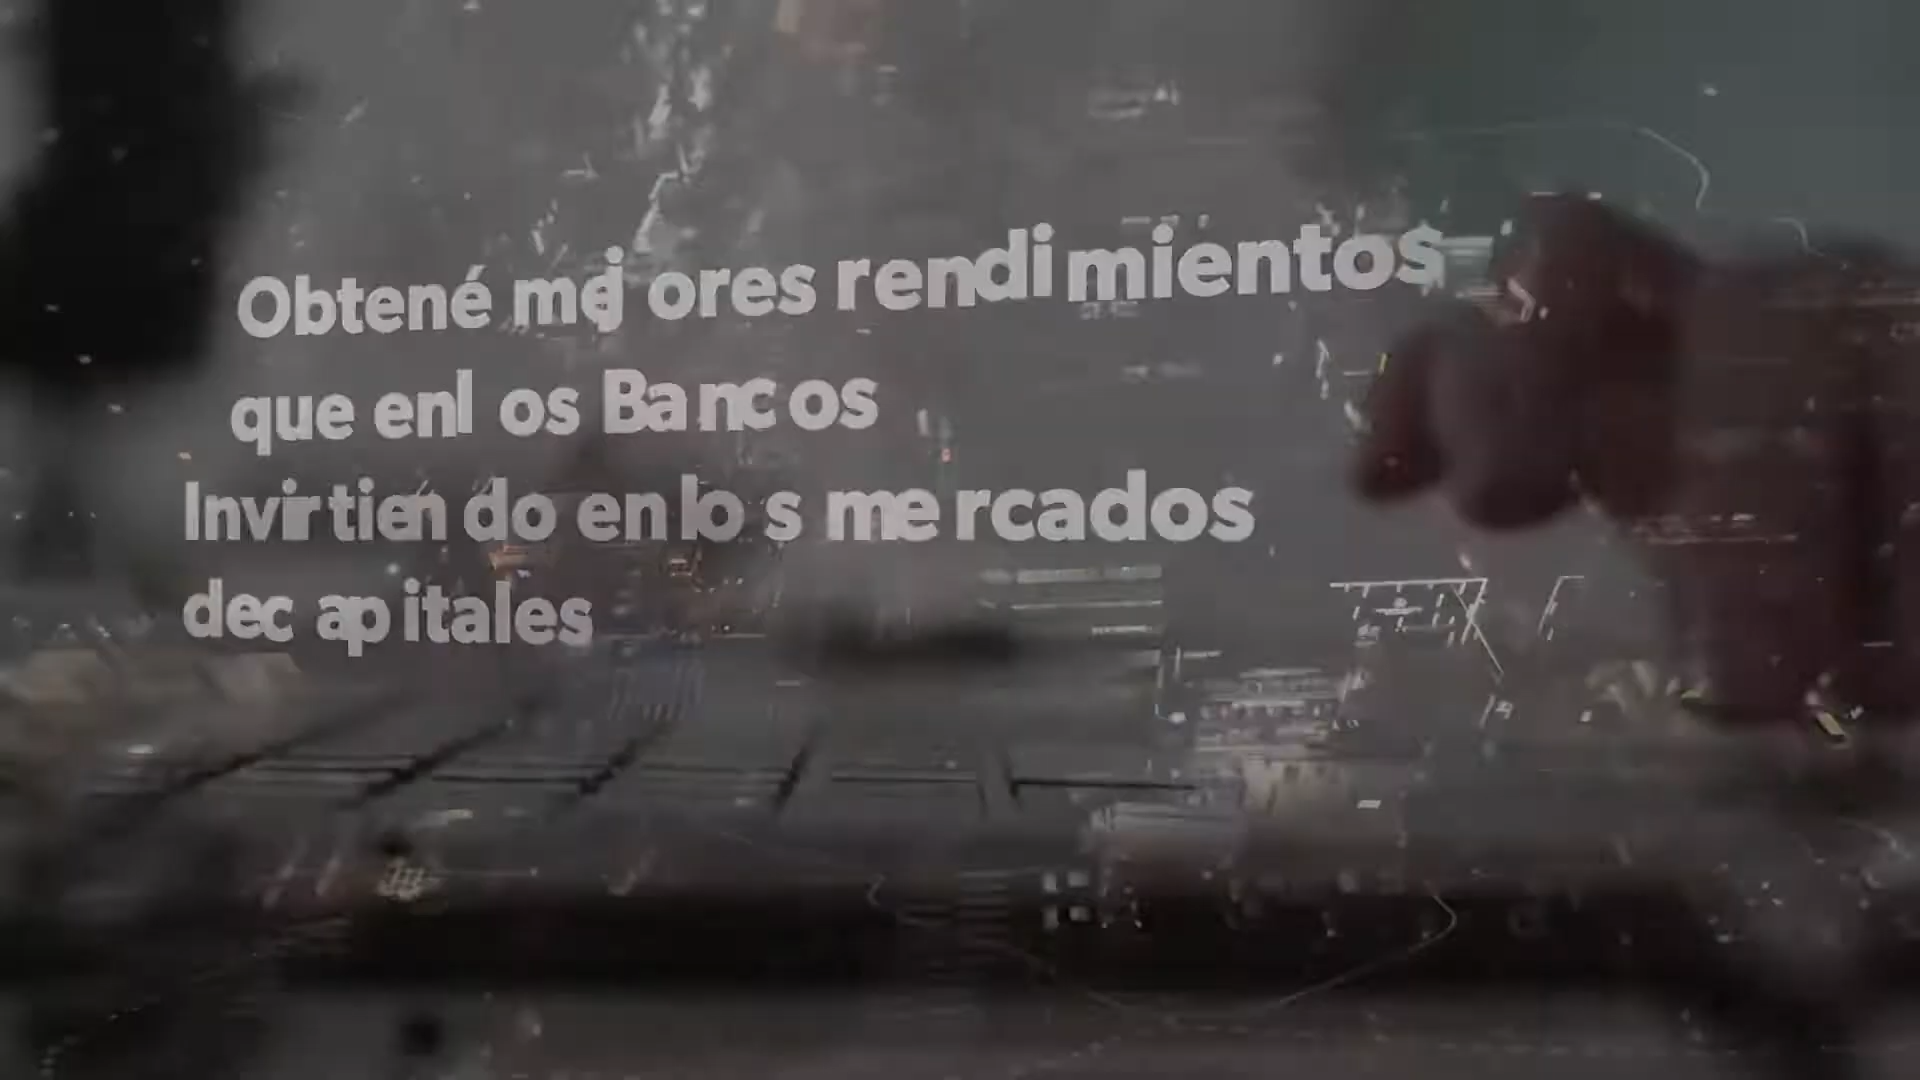 Obtené mejores rendimientos
que en los Bancos
Invirtiendo en los mercados
de capitales